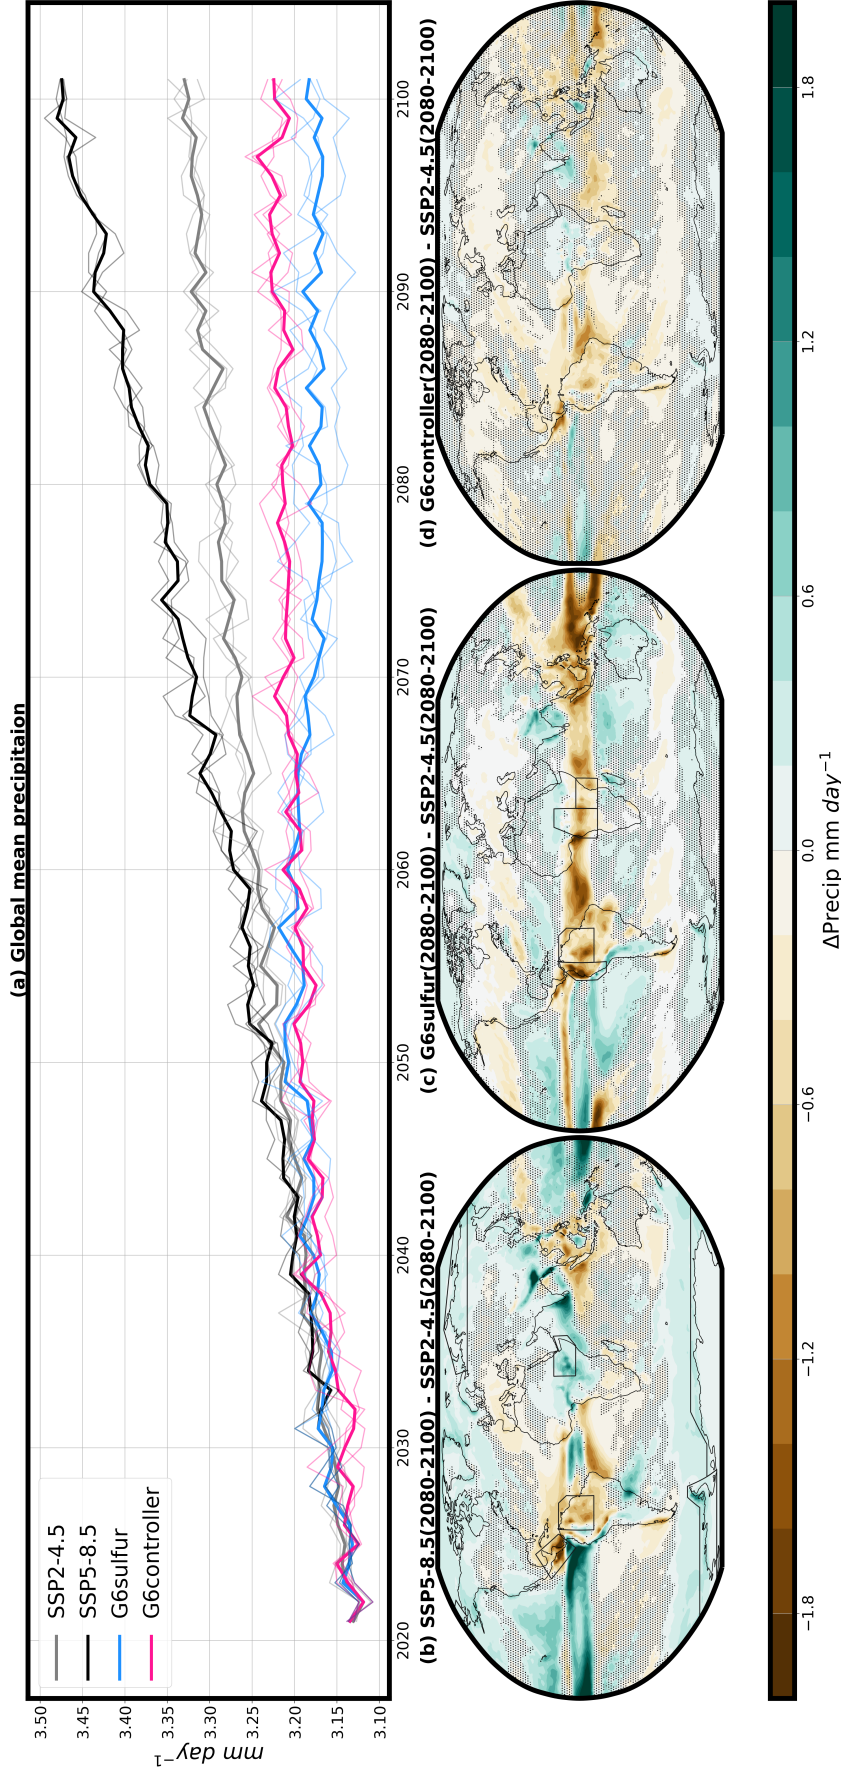 (a) Global mean precipitaion
mm day⁻¹
3.50
3.45
3.40
3.35
3.30
3.25
3.20
3.15
3.10
SSP2-4.5
SSP5-8.5
G6sulfur
G6controller
2020
2030
2040
2050
2060
2070
2080
2090
2100
(b) SSP5-8.5(2080-2100) - SSP2-4.5(2080-2100)
(c) G6sulfur(2080-2100) - SSP2-4.5(2080-2100)
(d) G6controller(2080-2100) - SSP2-4.5(2080-2100)
−1.8
−1.2
−0.6
0.0
0.6
1.2
1.8
ΔPrecip mm day⁻¹